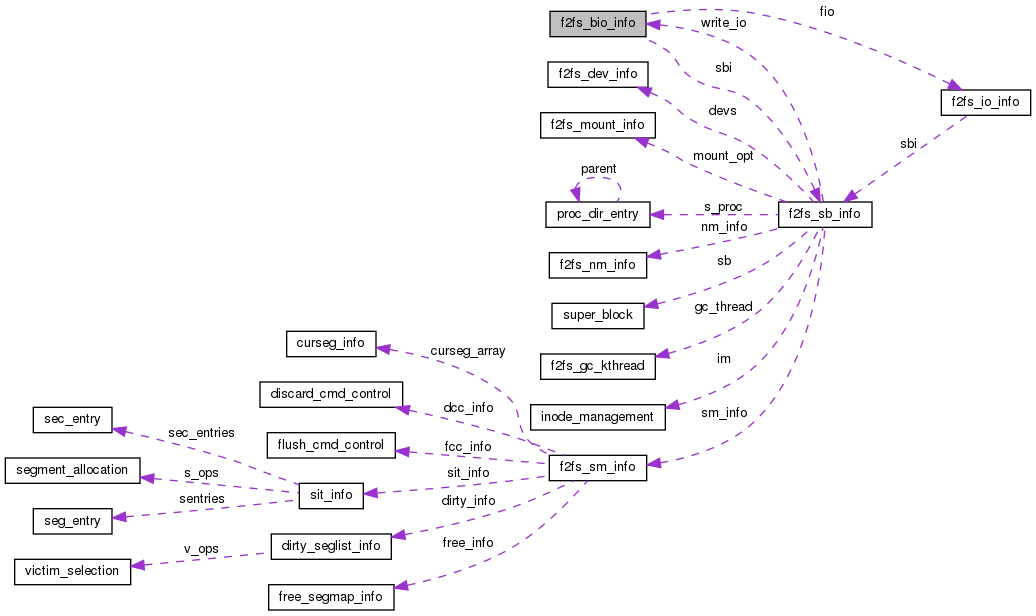 f2fs_bio_info
fio
write_io
sbi
f2fs_dev_info
f2fs_io_info
devs
f2fs_mount_info
sbi
mount_opt
parent
proc_dir_entry
s_proc
f2fs_sb_info
nm_info
f2fs_nm_info
sb
super_block
gc_thread
curseg_info
curseg_array
f2fs_gc_kthread
im
discard_cmd_control
dcc_info
inode_management
sm_info
sec_entry
sec_entries
flush_cmd_control
fcc_info
segment_allocation
s_ops
sit_info
f2fs_sm_info
sit_info
sentries
dirty_info
seg_entry
v_ops
dirty_seglist_info
free_info
victim_selection
free_segmap_info